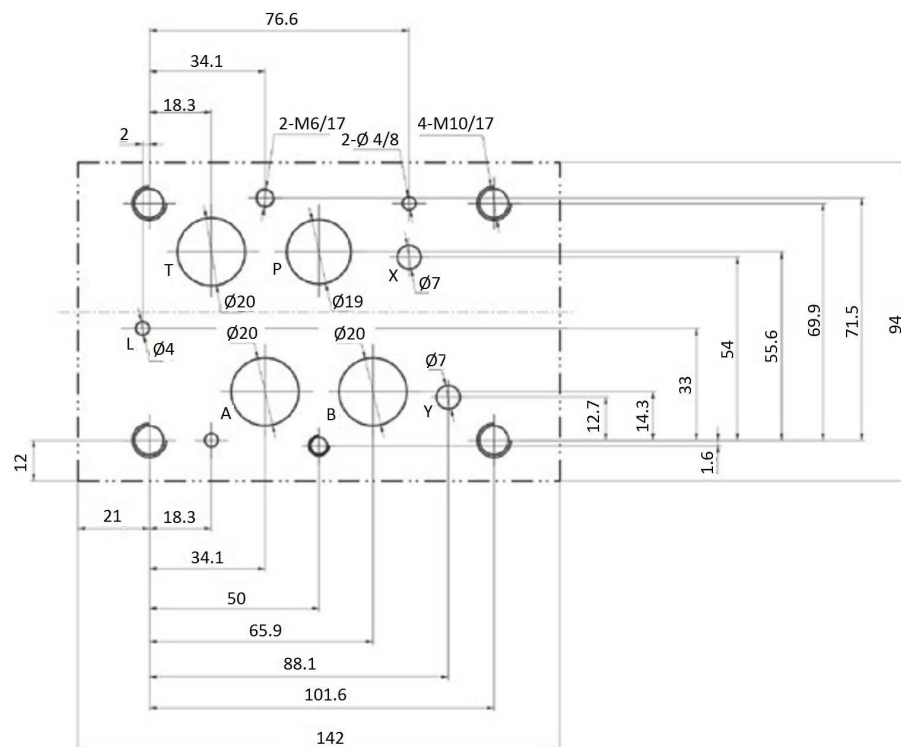 76.6
34.1
18.3
2-M6/17
4-M10/17
2
2-Ø 4/8
T
P
X
Ø7
Ø20
Ø19
L
Ø4
Ø20
Ø20
Ø7
A
B
Y
12.7
14.3
33
54
55.6
69.9
71.5
94
12
1.6
21
18.3
34.1
50
65.9
88.1
101.6
142